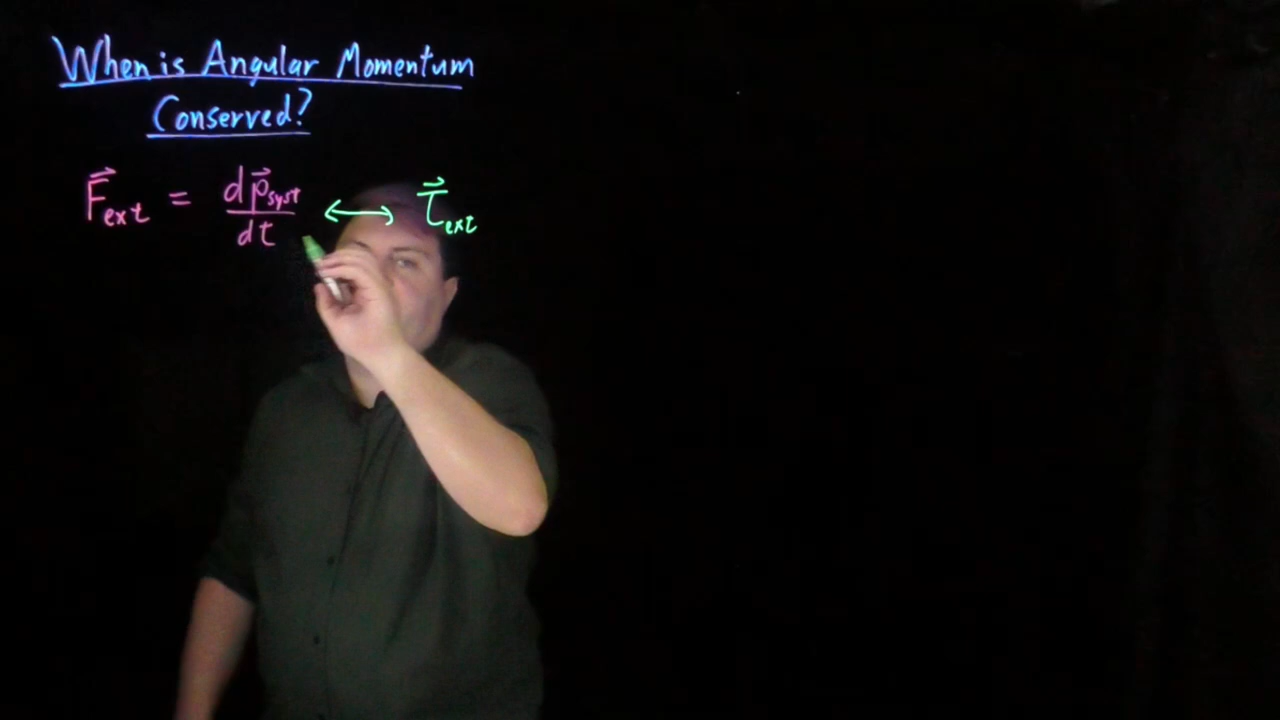 When is Angular Momentum
Conserved?
F⃗ext = dp⃗syst/dt ↔ τ⃗ext